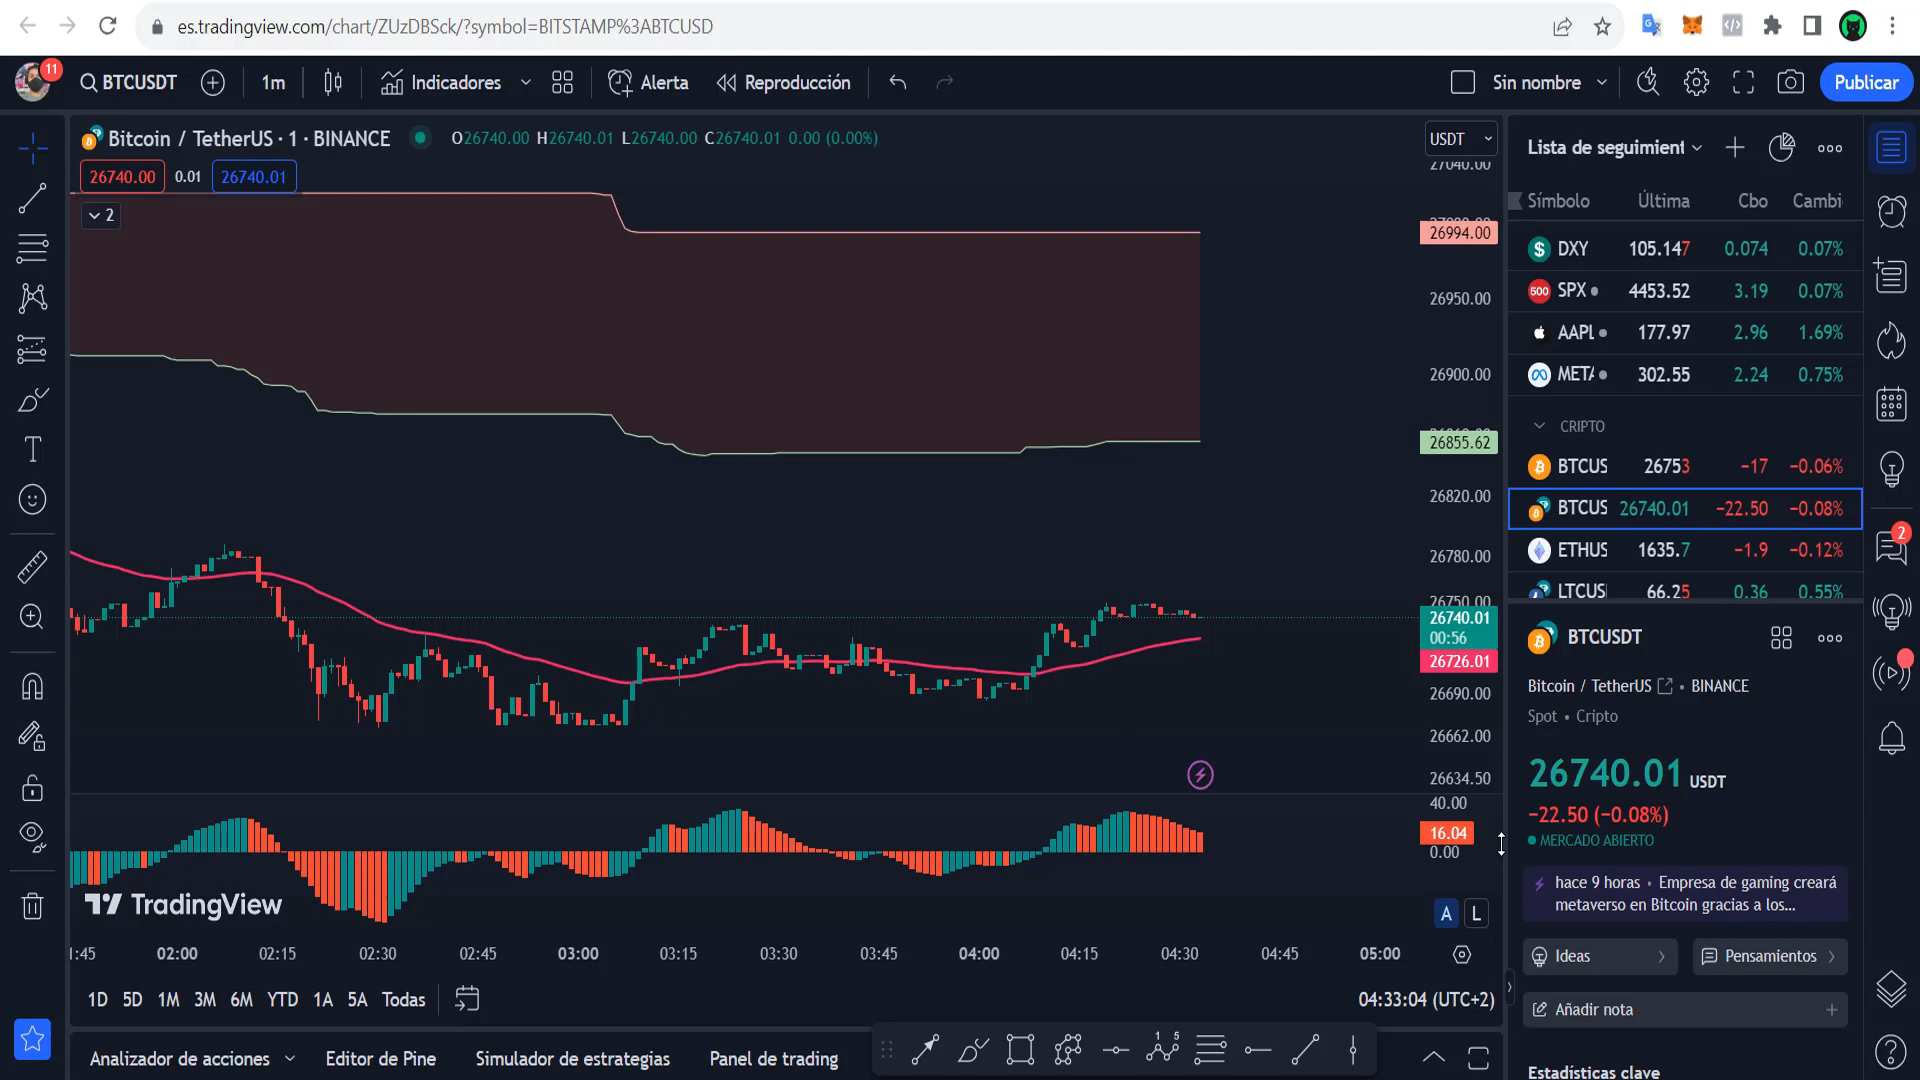 es.tradingview.com/chart/ZUzDBSck/?symbol=BITSTAMP%3ABTCUSD
11
BTCUSDT
1m
Indicadores
Alerta
Reproducción
Sin nombre
Publicar
Bitcoin / TetherUS · 1 · BINANCE
O26740.00 H26740.01 L26740.00 C26740.01 0.00 (0.00%)
26740.00
0.01
26740.01
2
USDT
27040.00
26994.00
26950.00
26900.00
26855.62
26820.00
26780.00
26750.00
26740.01
00:56
26726.01
26690.00
26662.00
26634.50
40.00
16.04
0.00
TradingView
A
L
:45
02:00
02:15
02:30
02:45
03:00
03:15
03:30
03:45
04:00
04:15
04:30
04:45
05:00
1D 5D 1M 3M 6M YTD 1A 5A Todas
04:33:04 (UTC+2)
Analizador de acciones
Editor de Pine
Simulador de estrategias
Panel de trading
1 5
Lista de seguimient
Símbolo Última Cbo Cambi
DXY 105.147 0.074 0.07%
500 SPX 4453.52 3.19 0.07%
AAPL 177.97 2.96 1.69%
META 302.55 2.24 0.75%
CRIPTO
BTCUS 26753 −17 −0.06%
BTCUS 26740.01 −22.50 −0.08%
ETHUS 1635.7 −1.9 −0.12%
LTCUS 66.25 0.36 0.55%
BTCUSDT
Bitcoin / TetherUS • BINANCE
Spot • Cripto
26740.01 USDT
−22.50 (−0.08%)
MERCADO ABIERTO
hace 9 horas • Empresa de gaming creará
metaverso en Bitcoin gracias a los...
Ideas
Pensamientos
Añadir nota
Estadísticas clave
2